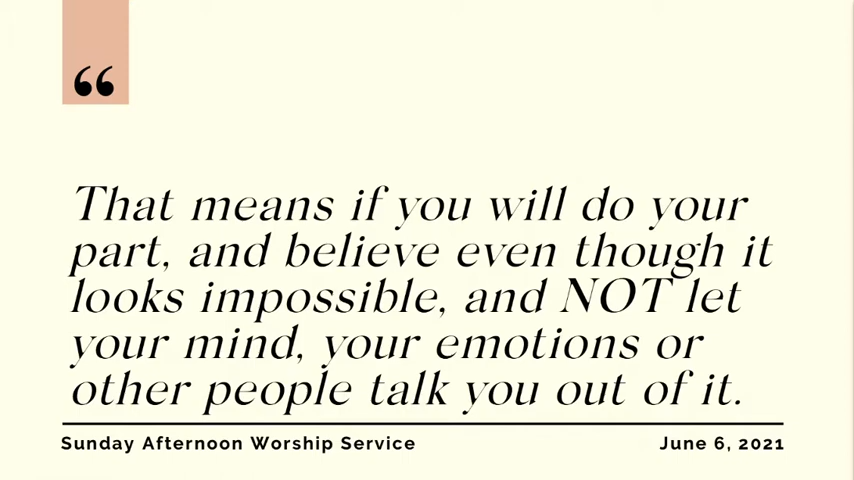 “
That means if you will do your
part, and believe even though it
looks impossible, and NOT let
your mind, your emotions or
other people talk you out of it.
Sunday Afternoon Worship Service
June 6, 2021